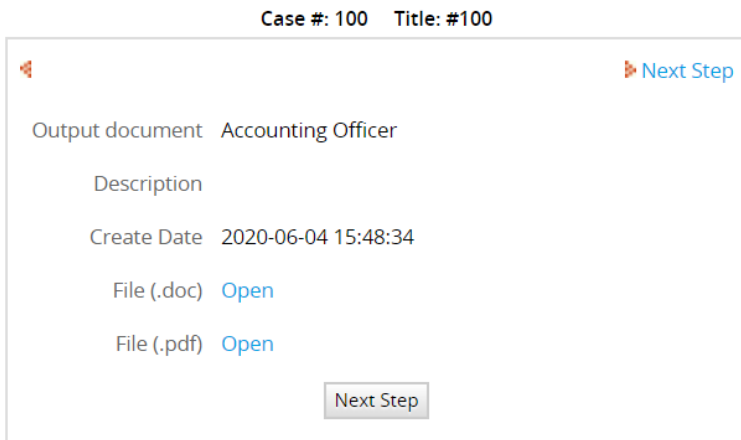 Case #: 100 Title: #100
Next Step
Output document Accounting Officer
Description
Create Date 2020-06-04 15:48:34
File (.doc) Open
File (.pdf) Open
Next Step